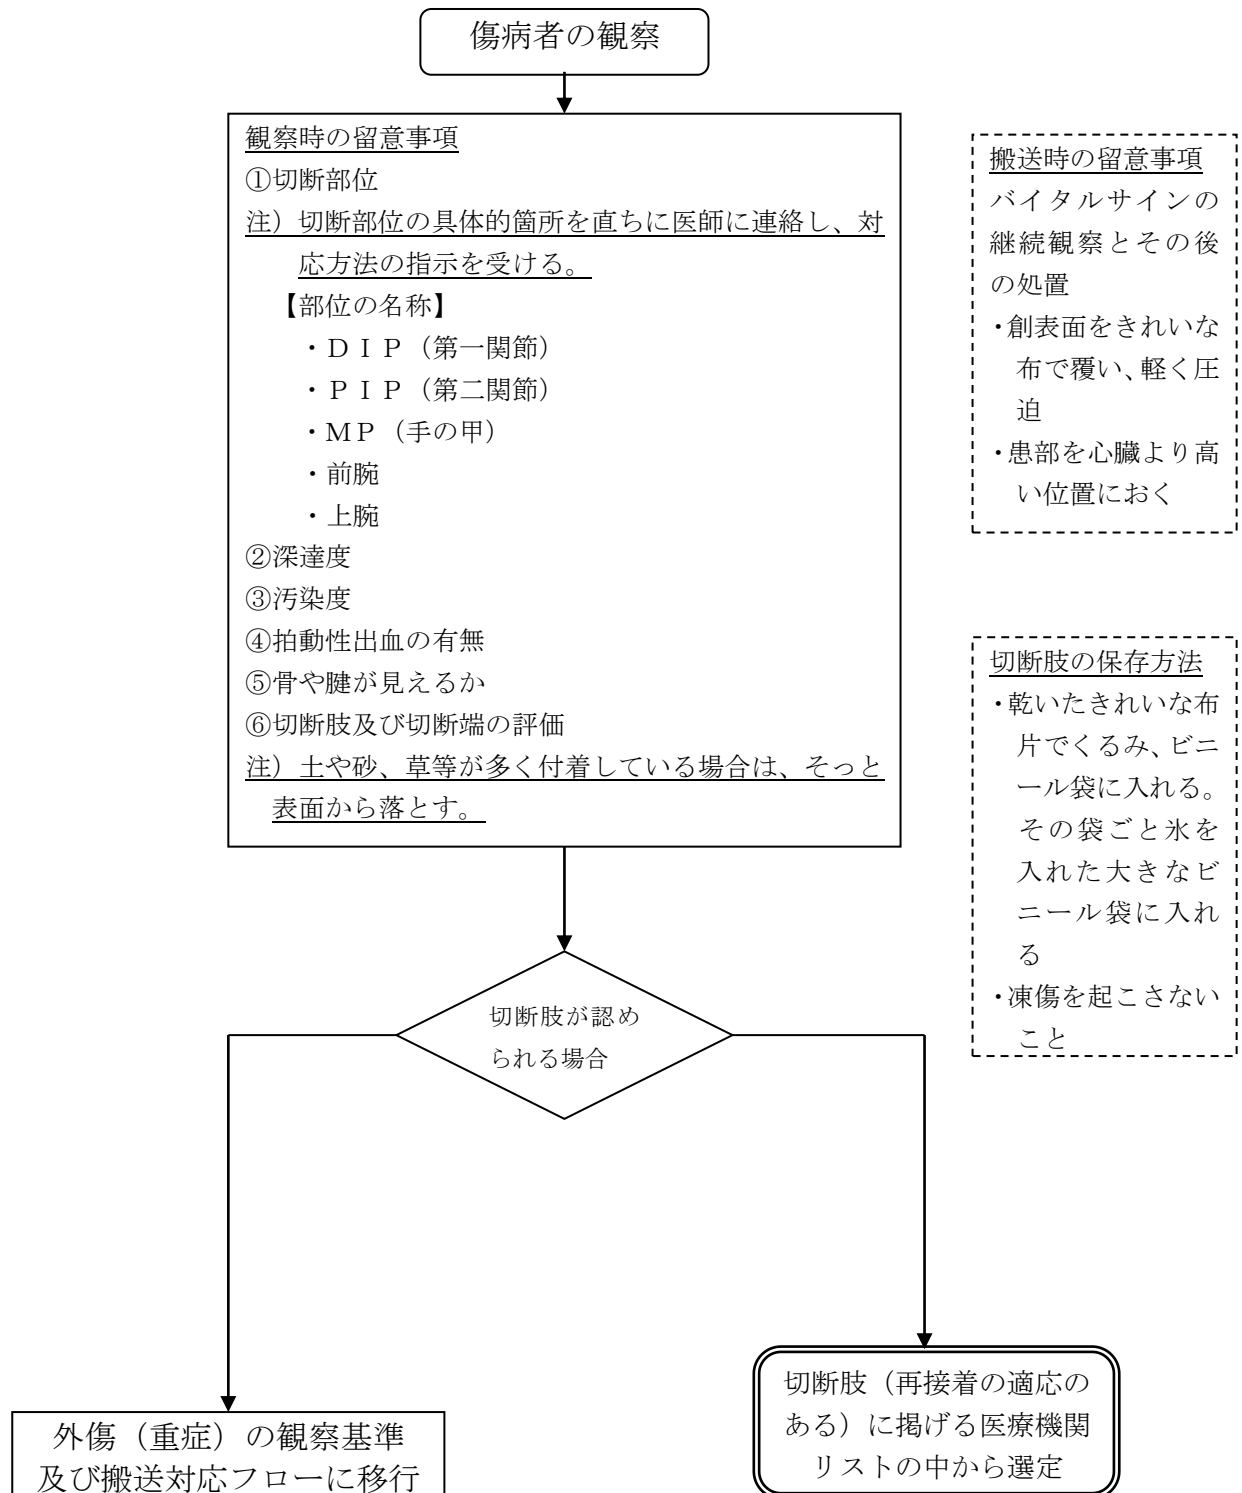 傷病者の観察
観察時の留意事項
①切断部位
注）切断部位の具体的箇所を直ちに医師に連絡し、対
応方法の指示を受ける。
【部位の名称】
・ＤＩＰ（第一関節）
・ＰＩＰ（第二関節）
・ＭＰ（手の甲）
・前腕
・上腕
②深達度
③汚染度
④拍動性出血の有無
⑤骨や腱が見えるか
⑥切断肢及び切断端の評価
注）土や砂、草等が多く付着している場合は、そっと
表面から落とす。
搬送時の留意事項
バイタルサインの
継続観察とその後
の処置
・創表面をきれいな
布で覆い、軽く圧
迫
・患部を心臓より高
い位置におく
切断肢の保存方法
・乾いたきれいな布
片でくるみ、ビニ
ール袋に入れる。
その袋ごと氷を
入れた大きなビ
ニール袋に入れ
る
・凍傷を起こさない
こと
切断肢が認め
られる場合
外傷（重症）の観察基準
及び搬送対応フローに移行
切断肢（再接着の適応の
ある）に掲げる医療機関
リストの中から選定